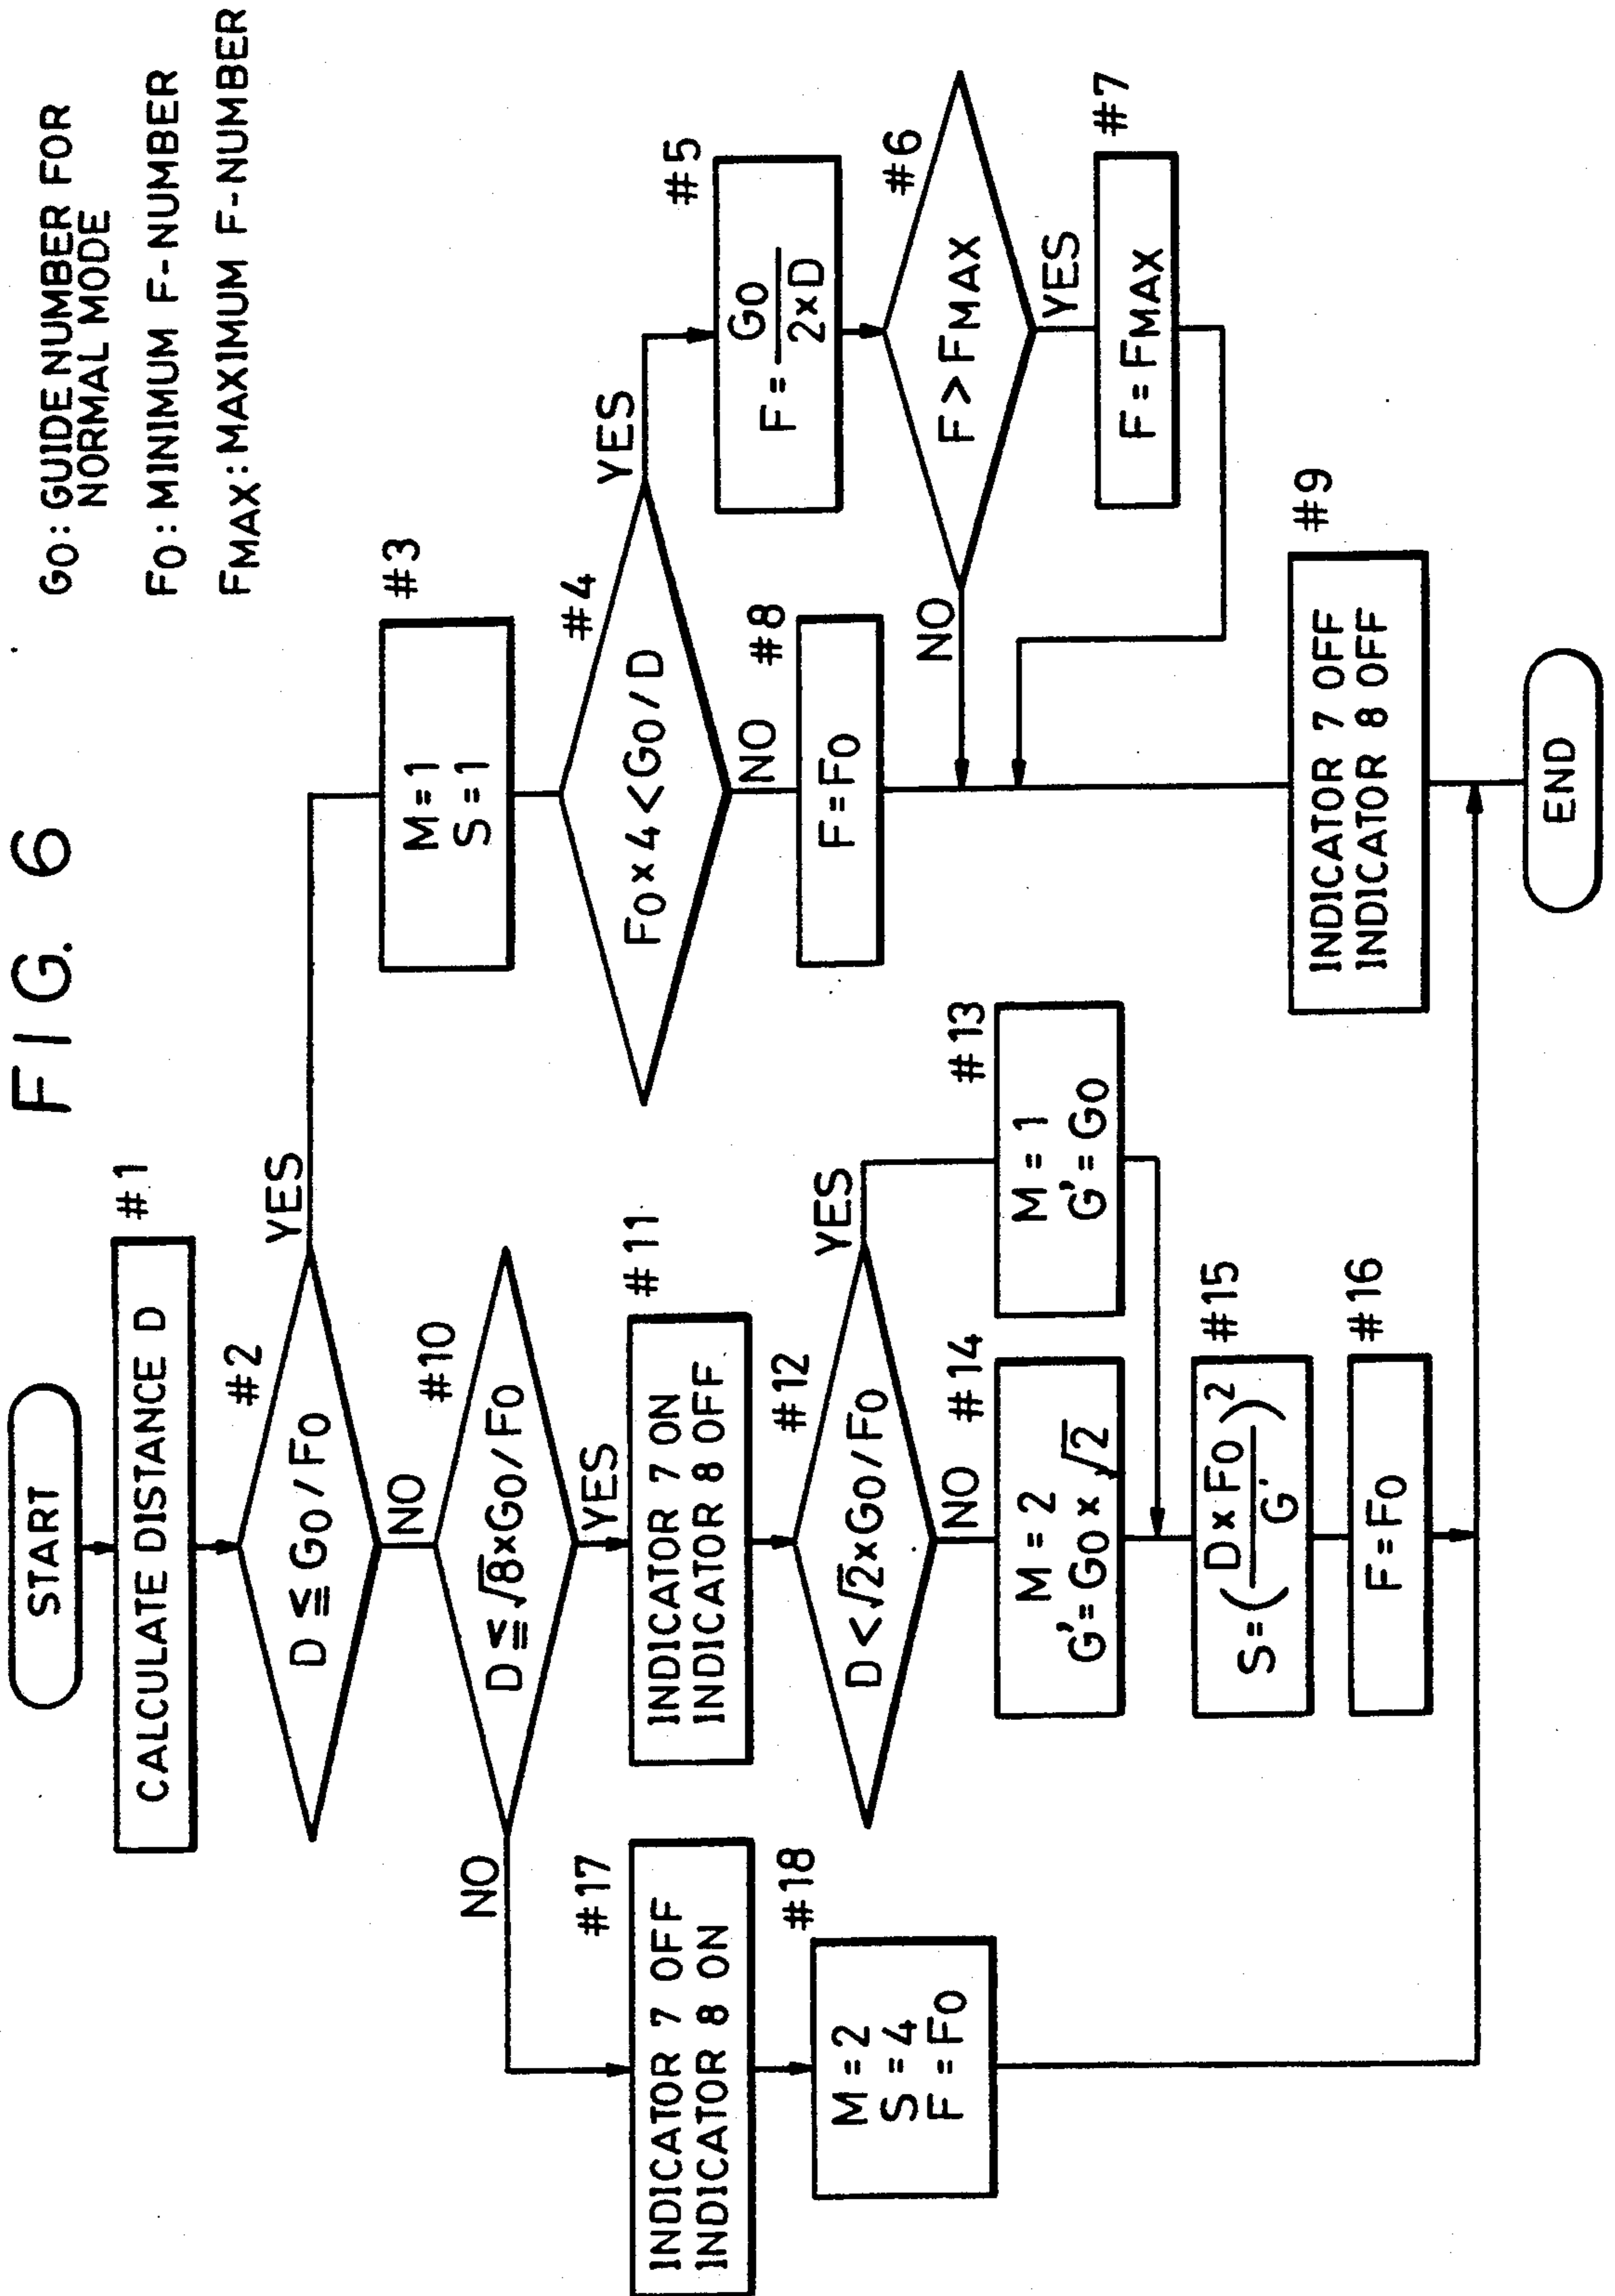 FIG. 6
G0: GUIDE NUMBER FOR
NORMAL MODE
F0: MINIMUM F-NUMBER
FMAX: MAXIMUM F-NUMBER
START
CALCULATE DISTANCE D
#1
#2
D ≦ G0/F0
YES
NO
#3
M=1
S=1
#4
F0×4<G0/D
YES
NO
#5
F= G0
2×D
#6
F>FMAX
NO
YES
#7
F=FMAX
#8
F=F0
#9
INDICATOR 7 OFF
INDICATOR 8 OFF
#10
D≦√8×G0/F0
NO
YES
#11
INDICATOR 7 ON
INDICATOR 8 OFF
#12
D<√2×G0/F0
YES
NO
#13
M=1
G'=G0
#14
M=2
G'=G0×√2
#15
S=(D×F0
G')2
#16
F=F0
#17
INDICATOR 7 OFF
INDICATOR 8 ON
#18
M=2
S=4
F=F0
END